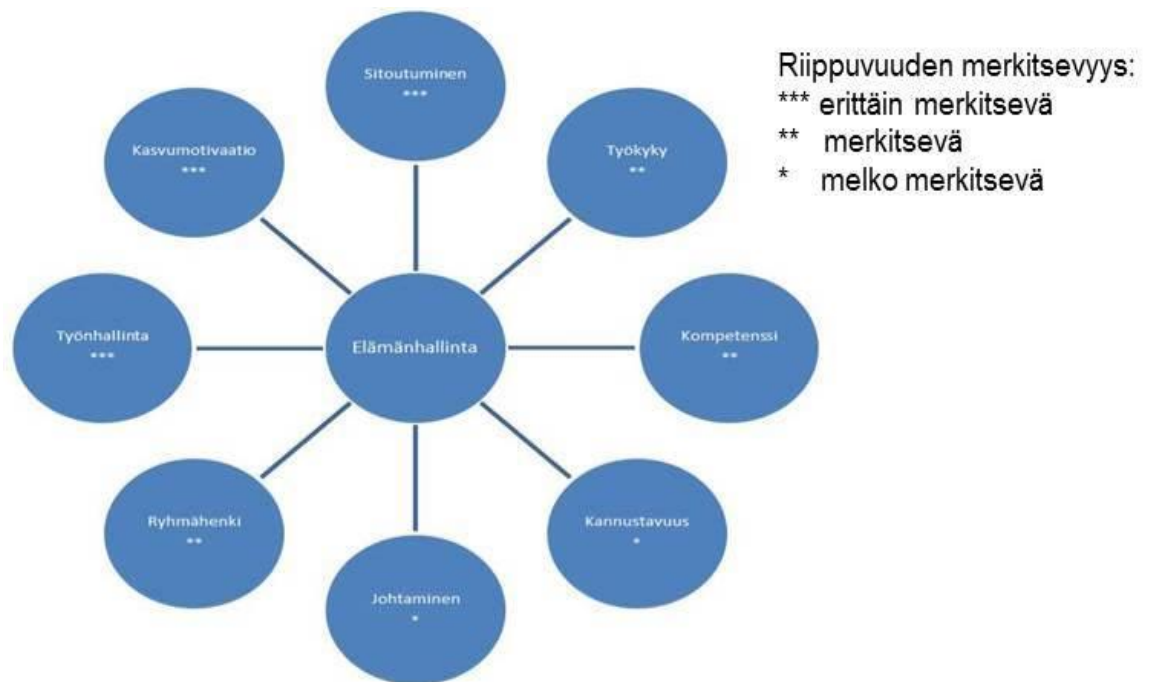 Sitoutuminen
***
Riippuvuuden merkitsevyys:
*** erittäin merkitsevä
** merkitsevä
* melko merkitsevä
Kasvumotivaatio
***
Työkyky
**
Työnhallinta
***
Elämänhallinta
Kompetenssi
**
Ryhmähenki
**
Kannustavuus
*
Johtaminen
*